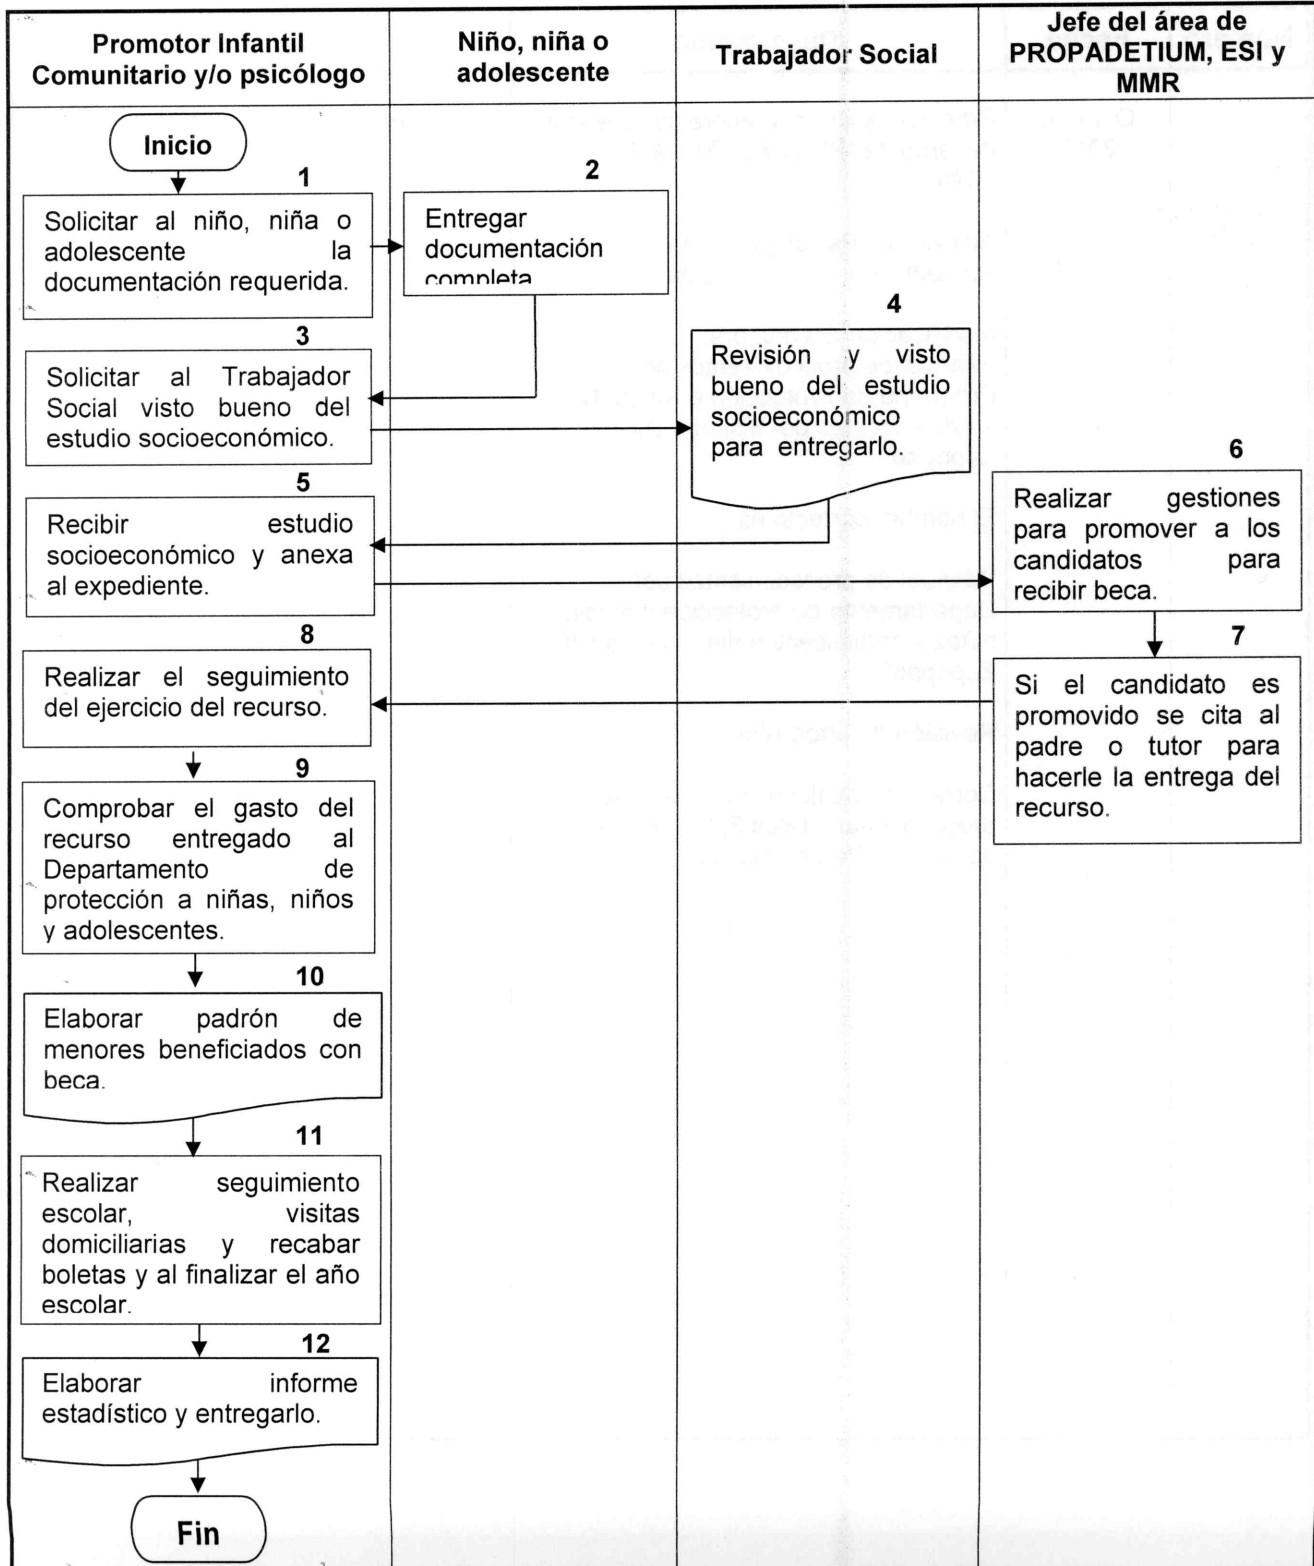 Promotor Infantil
Comunitario y/o psicólogo
Niño, niña o
adolescente
Trabajador Social
Jefe del área de
PROPADETIUM, ESI y
MMR
Inicio
1
Solicitar al niño, niña o
adolescente la
documentación requerida.
2
Entregar
documentación
completa
3
Solicitar al Trabajador
Social visto bueno del
estudio socioeconómico.
4
Revisión y visto
bueno del estudio
socioeconómico
para entregarlo.
5
Recibir estudio
socioeconómico y anexa
al expediente.
6
Realizar gestiones
para promover a los
candidatos para
recibir beca.
7
Si el candidato es
promovido se cita al
padre o tutor para
hacerle la entrega del
recurso.
8
Realizar el seguimiento
del ejercicio del recurso.
9
Comprobar el gasto del
recurso entregado al
Departamento de
protección a niñas, niños
y adolescentes.
10
Elaborar padrón de
menores beneficiados con
beca.
11
Realizar seguimiento
escolar, visitas
domiciliarias y recabar
boletas y al finalizar el año
escolar.
12
Elaborar informe
estadístico y entregarlo.
Fin